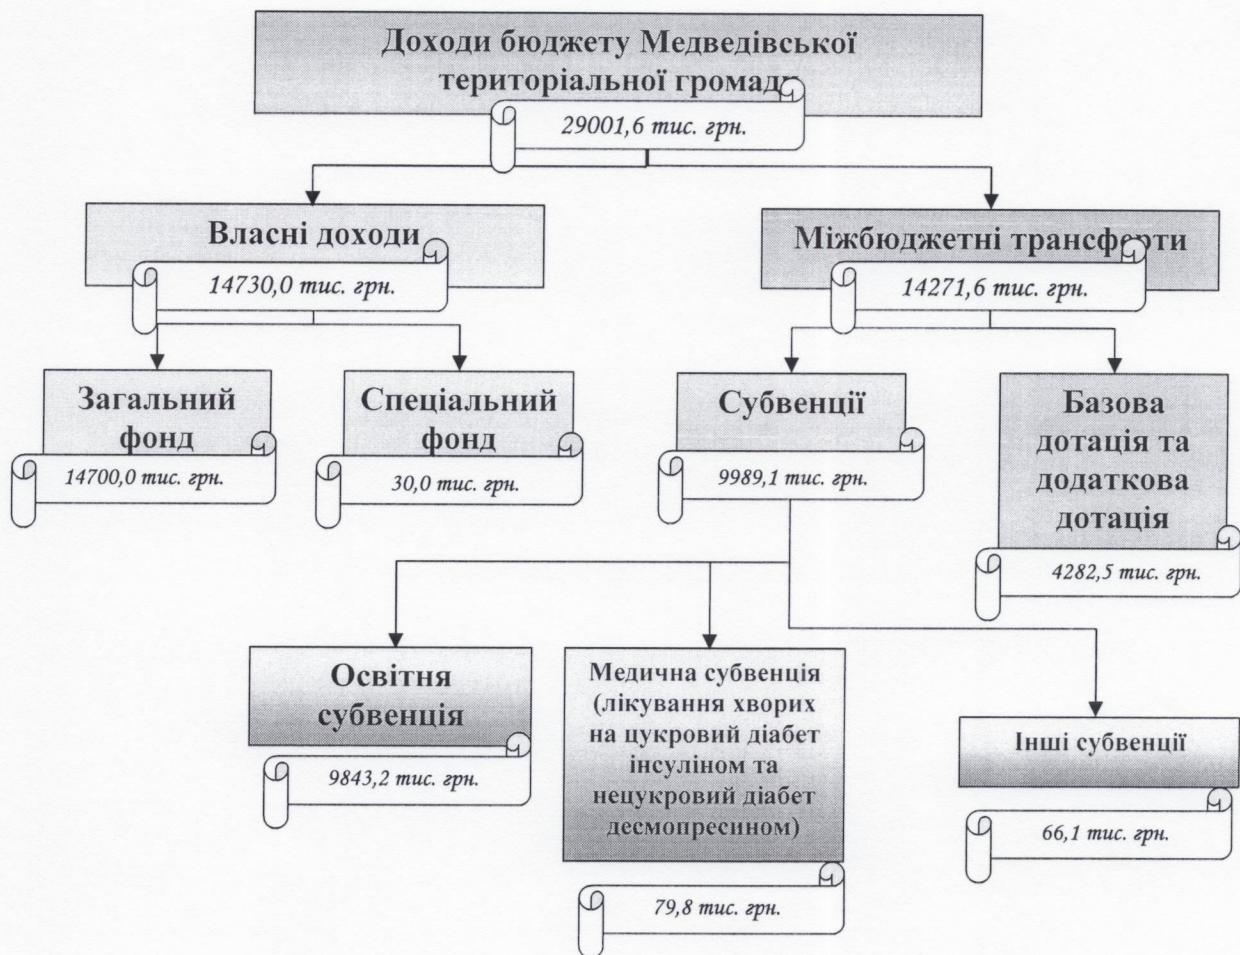 Доходи бюджету Медведівської
територіальної громади
29001,6 тис. грн.
Власні доходи
14730,0 тис. грн.
Міжбюджетні трансферти
14271,6 тис. грн.
Загальний
фонд
14700,0 тис. грн.
Спеціальний
фонд
30,0 тис. грн.
Субвенції
9989,1 тис. грн.
Базова
дотація та
додаткова
дотація
4282,5 тис. грн.
Освітня
субвенція
9843,2 тис. грн.
Медична субвенція
(лікування хворих
на цукровий діабет
інсуліном та
нецукровий діабет
десмопресином)
79,8 тис. грн.
Інші субвенції
66,1 тис. грн.